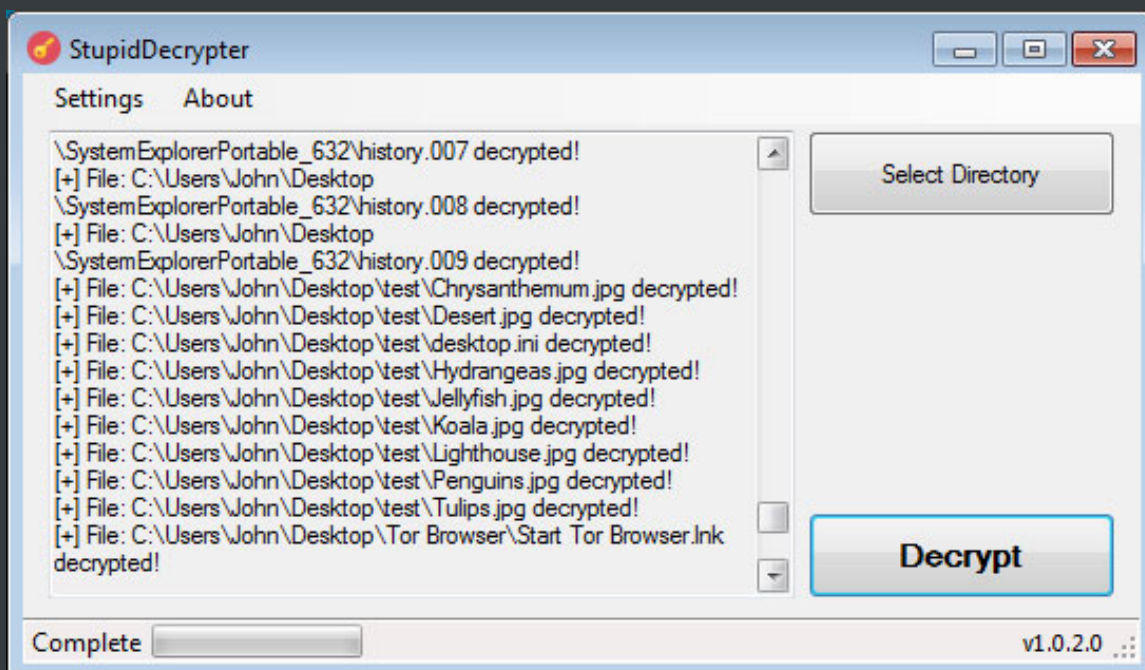 StupidDecrypter
Settings About
\SystemExplorerPortable_632\history.007 decrypted!
[+] File: C:\Users\John\Desktop
\SystemExplorerPortable_632\history.008 decrypted!
[+] File: C:\Users\John\Desktop
\SystemExplorerPortable_632\history.009 decrypted!
[+] File: C:\Users\John\Desktop\test\Chrysanthemum.jpg decrypted!
[+] File: C:\Users\John\Desktop\test\Desert.jpg decrypted!
[+] File: C:\Users\John\Desktop\test\desktop.ini decrypted!
[+] File: C:\Users\John\Desktop\test\Hydrangeas.jpg decrypted!
[+] File: C:\Users\John\Desktop\test\Jellyfish.jpg decrypted!
[+] File: C:\Users\John\Desktop\test\Koala.jpg decrypted!
[+] File: C:\Users\John\Desktop\test\Lighthouse.jpg decrypted!
[+] File: C:\Users\John\Desktop\test\Penguins.jpg decrypted!
[+] File: C:\Users\John\Desktop\test\Tulips.jpg decrypted!
[+] File: C:\Users\John\Desktop\Tor Browser\Start Tor Browser.lnk
decrypted!
Select Directory
Decrypt
Complete
v1.0.2.0